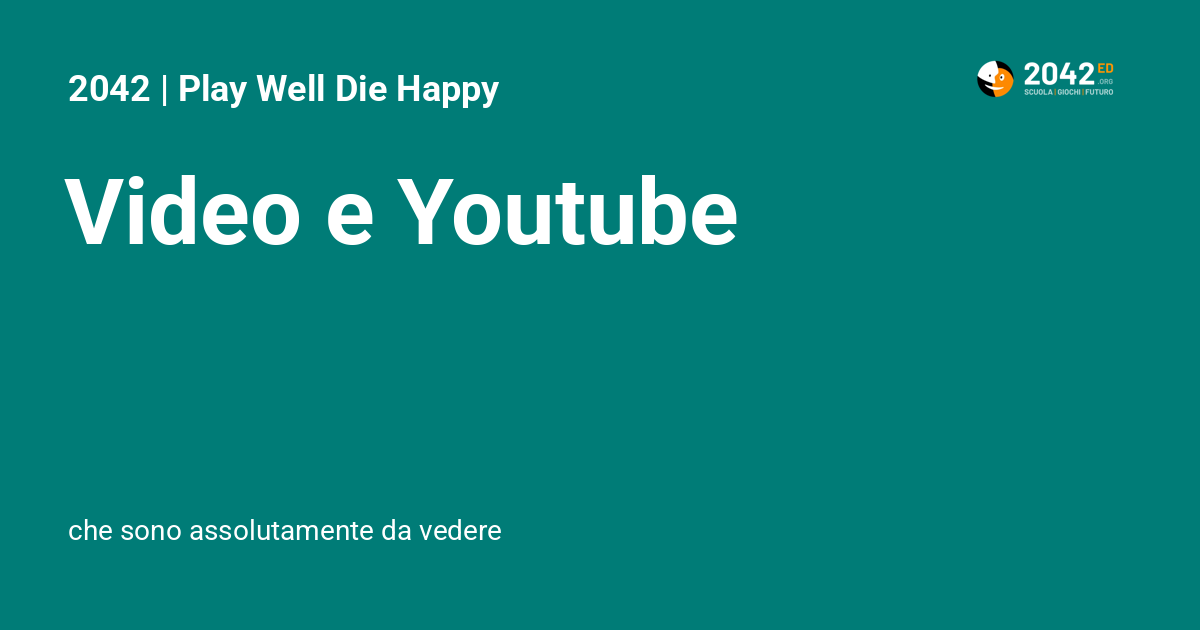 2042 | Play Well Die Happy
2042 ED
.ORG
SCUOLA | GIOCHI | FUTURO
Video e Youtube
che sono assolutamente da vedere